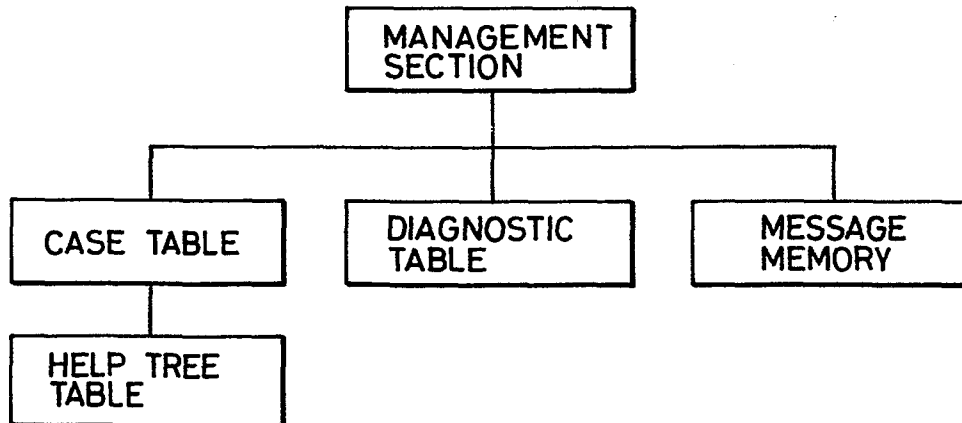 MANAGEMENT
SECTION
CASE TABLE
DIAGNOSTIC
TABLE
MESSAGE
MEMORY
HELP TREE
TABLE